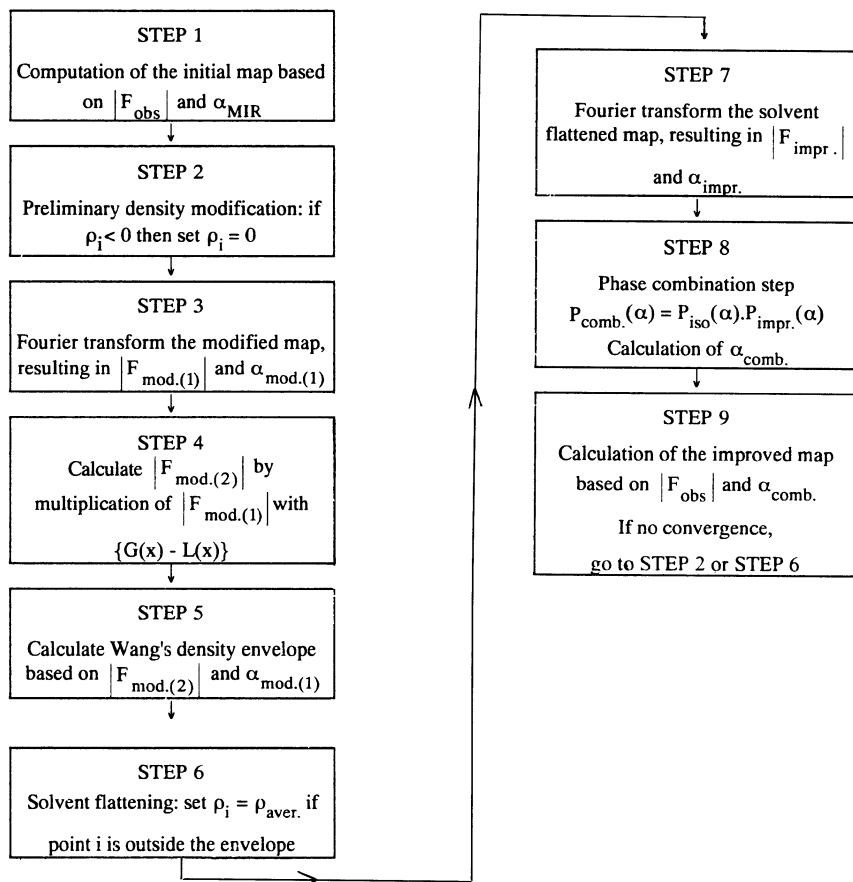 STEP 1
Computation of the initial map based
on |F_obs| and α_MIR
STEP 2
Preliminary density modification: if
ρ_i < 0 then set ρ_i = 0
STEP 3
Fourier transform the modified map,
resulting in |F_mod.(1)| and α_mod.(1)
STEP 4
Calculate |F_mod.(2)| by
multiplication of |F_mod.(1)| with
{G(x) - L(x)}
STEP 5
Calculate Wang's density envelope
based on |F_mod.(2)| and α_mod.(1)
STEP 6
Solvent flattening: set ρ_i = ρ_aver. if
point i is outside the envelope
STEP 7
Fourier transform the solvent
flattened map, resulting in |F_impr.|
and α_impr.
STEP 8
Phase combination step
P_comb.(α) = P_iso(α).P_impr.(α)
Calculation of α_comb.
STEP 9
Calculation of the improved map
based on |F_obs| and α_comb.
If no convergence,
go to STEP 2 or STEP 6